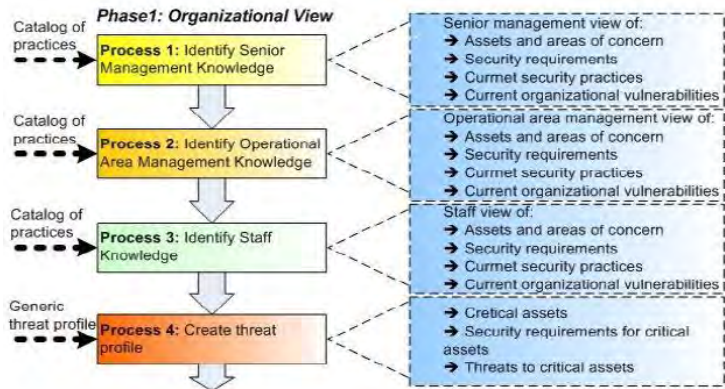 Phase1: Organizational View
Catalog of
practices
Process 1: Identify Senior
Management Knowledge
Senior management view of:
➔ Assets and areas of concern
➔ Security requirements
➔ Curmet security practices
➔ Current organizational vulnerabilities
Catalog of
practices
Process 2: Identify Operational
Area Management Knowledge
Operational area management view of:
➔ Assets and areas of concern
➔ Security requirements
➔ Curmet security practices
➔ Current organizational vulnerabilities
Catalog of
practices
Process 3: Identify Staff
Knowledge
Staff view of:
➔ Assets and areas of concern
➔ Security requirements
➔ Curmet security practices
➔ Current organizational vulnerabilities
Generic
threat profile
Process 4: Create threat
profile
➔ Cretical assets
➔ Security requirements for critical
assets
➔ Threats to critical assets